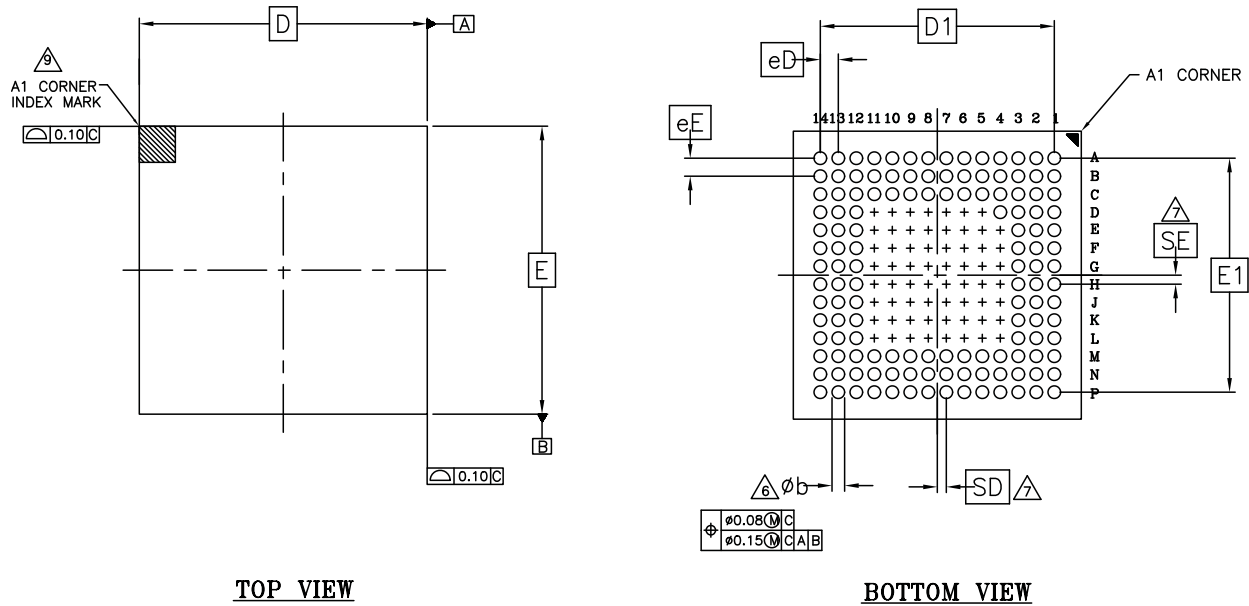 D
A
9
A1 CORNER
INDEX MARK
0.10 C
E
B
0.10 C
TOP VIEW
D1
eD
A1 CORNER
eE
14 13 12 11 10 9 8 7 6 5 4 3 2 1
A
B
C
D
E
F
G
H
J
K
L
M
N
P
7
SE
E1
6 øb
SD 7
ø0.08 Ⓜ C
ø0.15 Ⓜ C A B
BOTTOM VIEW